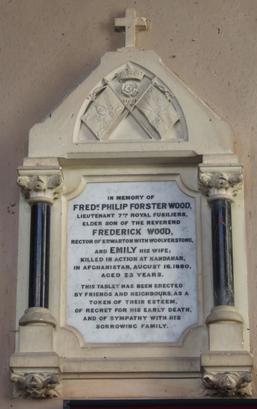 IN MEMORY OF
FREDK PHILIP FORSTER WOOD,
LIEUTENANT 7TH ROYAL FUSILIERS,
ELDER SON OF THE REVEREND
FREDERICK WOOD,
RECTOR OF ERWARTON WITH WOOLVERSTONE,
AND EMILY HIS WIFE;
KILLED IN ACTION AT KANDAHAR,
IN AFGHANISTAN, AUGUST 16, 1880,
AGED 23 YEARS.
THIS TABLET HAS BEEN ERECTED
BY FRIENDS AND NEIGHBOURS, AS A
TOKEN OF THEIR ESTEEM,
OF REGRET FOR HIS EARLY DEATH,
AND OF SYMPATHY WITH HIS
SORROWING FAMILY.